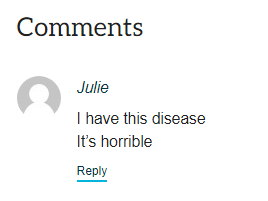 Comments
Julie
I have this disease
It’s horrible
Reply